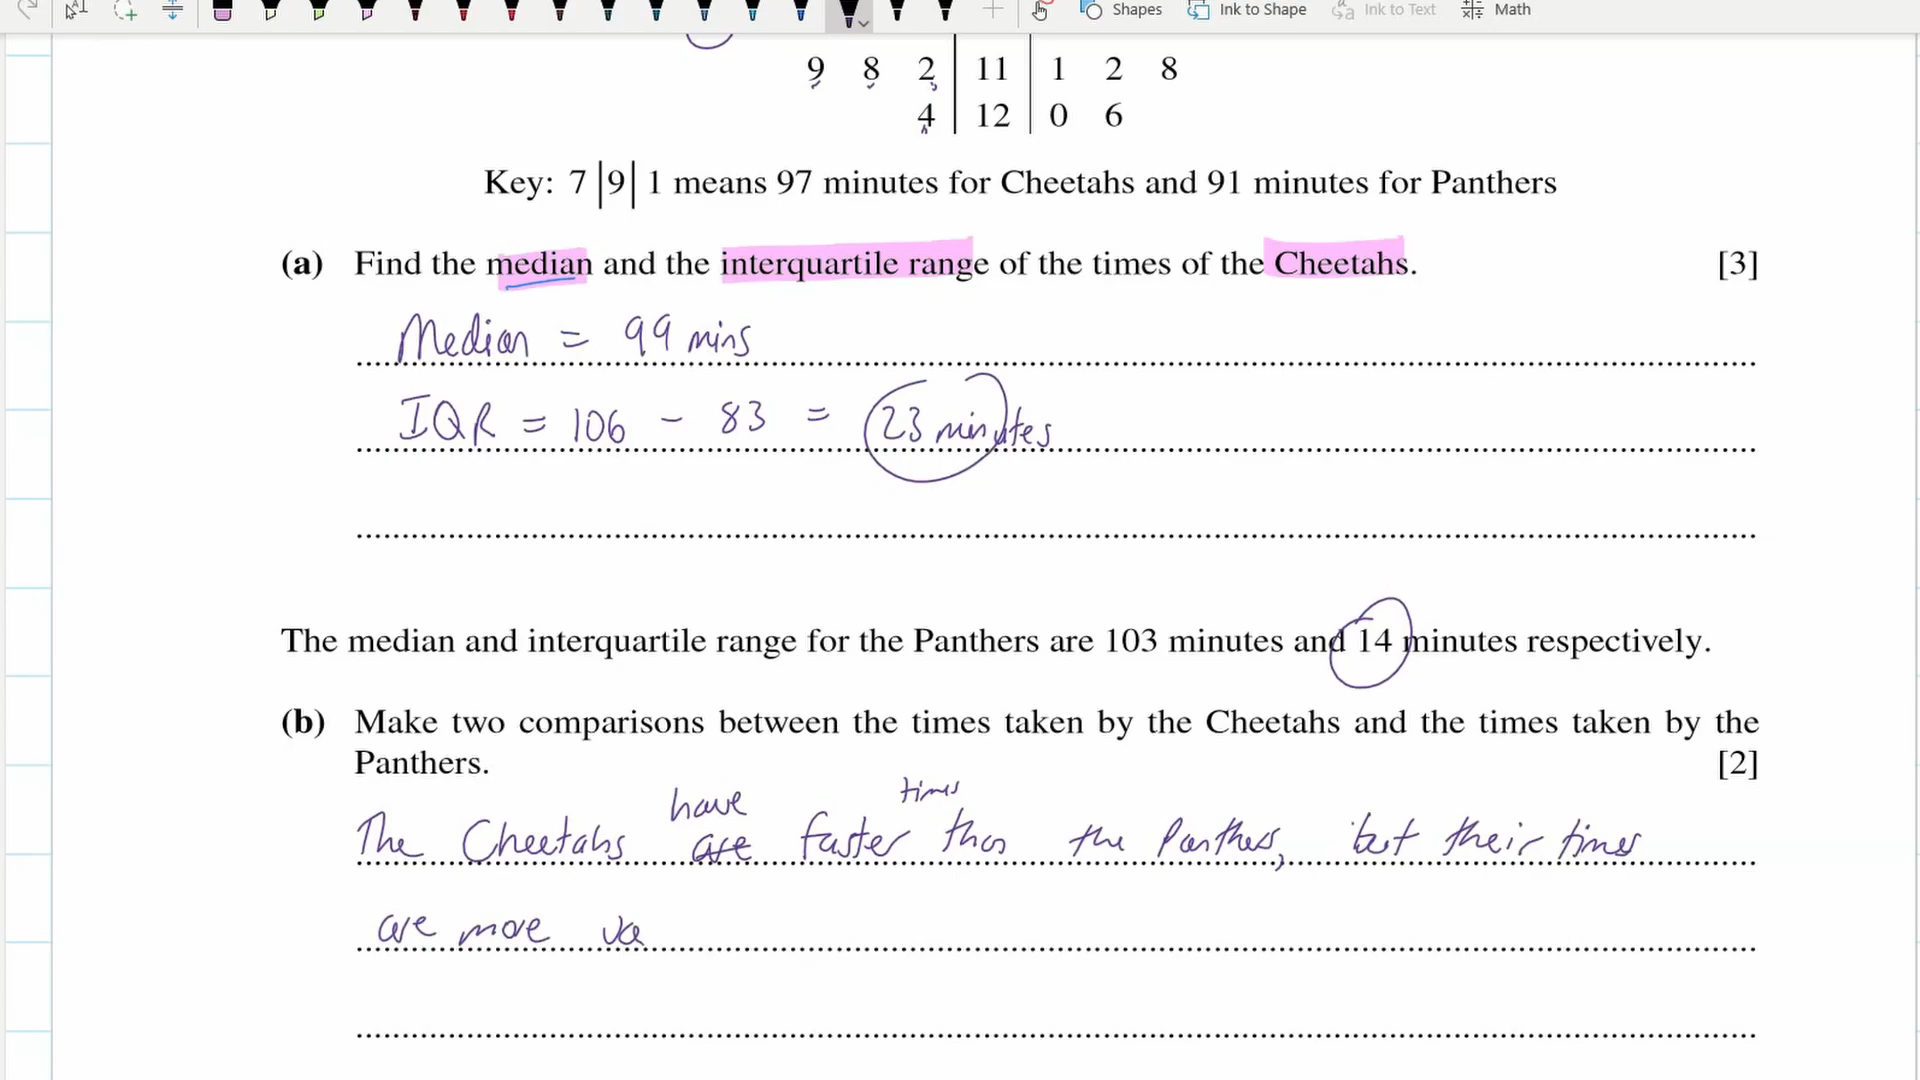 Shapes Ink to Shape Ink to Text Math
9 8 2 | 11 | 1 2 8
4 | 12 | 0 6
Key: 7 |9| 1 means 97 minutes for Cheetahs and 91 minutes for Panthers
(a) Find the median and the interquartile range of the times of the Cheetahs. [3]
Median = 99 mins
IQR = 106 - 83 = 23 minutes
The median and interquartile range for the Panthers are 103 minutes and 14 minutes respectively.
(b) Make two comparisons between the times taken by the Cheetahs and the times taken by the
Panthers. [2]
have times
The Cheetahs are faster than the Panthers, but their times
are more va